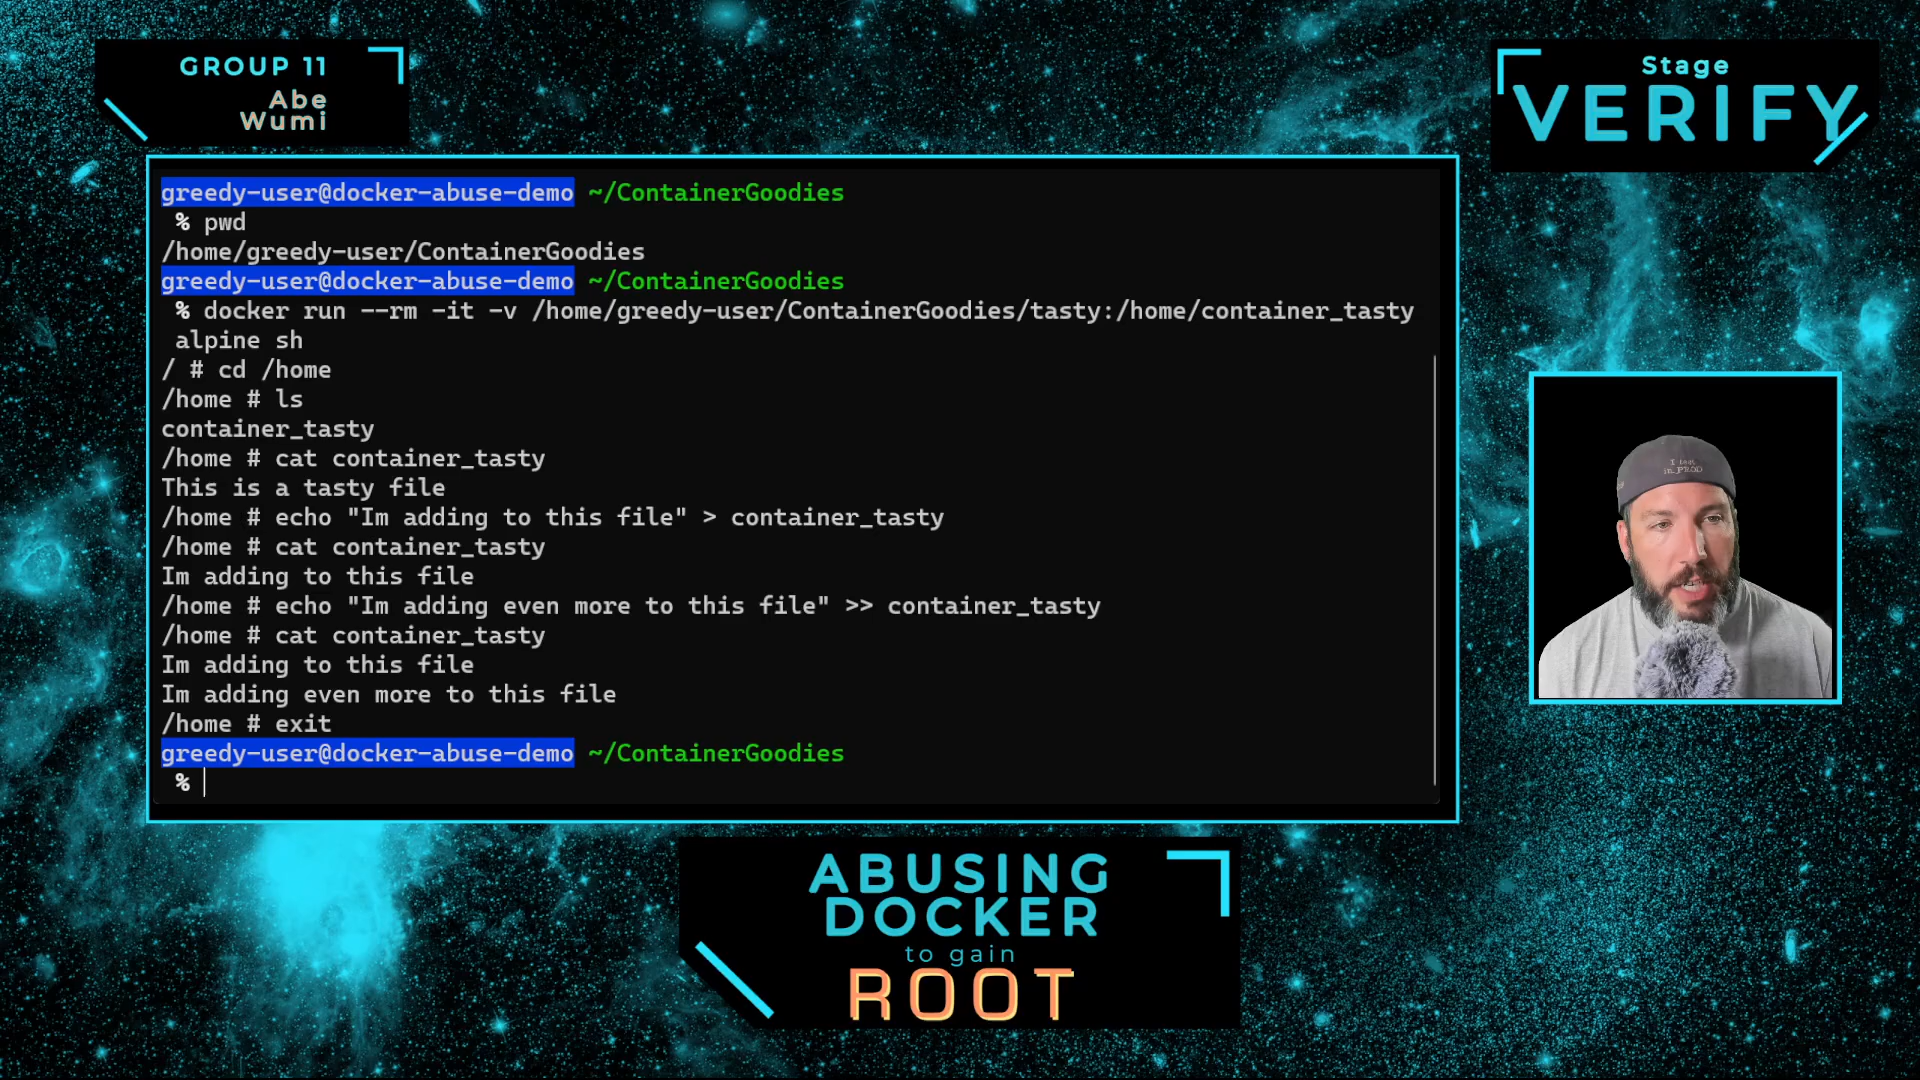 GROUP 11
Abe
Wumi
Stage
VERIFY
greedy-user@docker-abuse-demo ~/ContainerGoodies
% pwd
/home/greedy-user/ContainerGoodies
greedy-user@docker-abuse-demo ~/ContainerGoodies
% docker run --rm -it -v /home/greedy-user/ContainerGoodies/tasty:/home/container_tasty
alpine sh
/ # cd /home
/home # ls
container_tasty
/home # cat container_tasty
This is a tasty file
/home # echo "Im adding to this file" > container_tasty
/home # cat container_tasty
Im adding to this file
/home # echo "Im adding even more to this file" >> container_tasty
/home # cat container_tasty
Im adding to this file
Im adding even more to this file
/home # exit
greedy-user@docker-abuse-demo ~/ContainerGoodies
%
I test
in PROD
ABUSING
DOCKER
to gain
ROOT